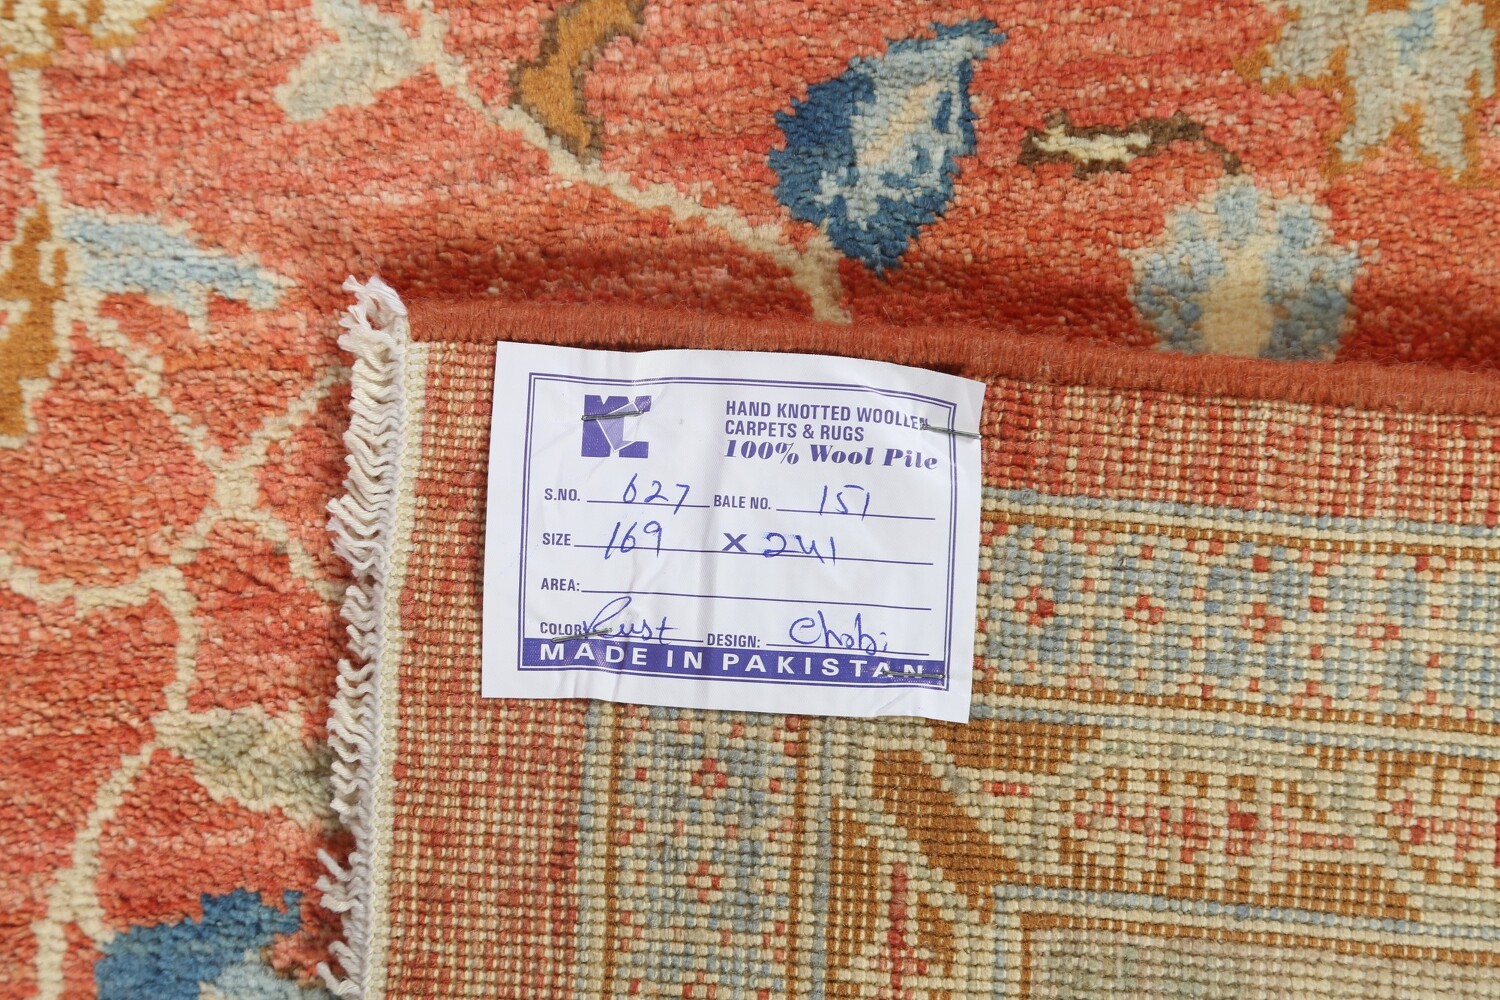 HAND KNOTTED WOOLLEN
CARPETS & RUGS
100% Wool Pile
S.NO. 627 BALE NO. 151
SIZE 169 X 241
AREA:
COLOR: Rust DESIGN: Chobi
MADE IN PAKISTAN